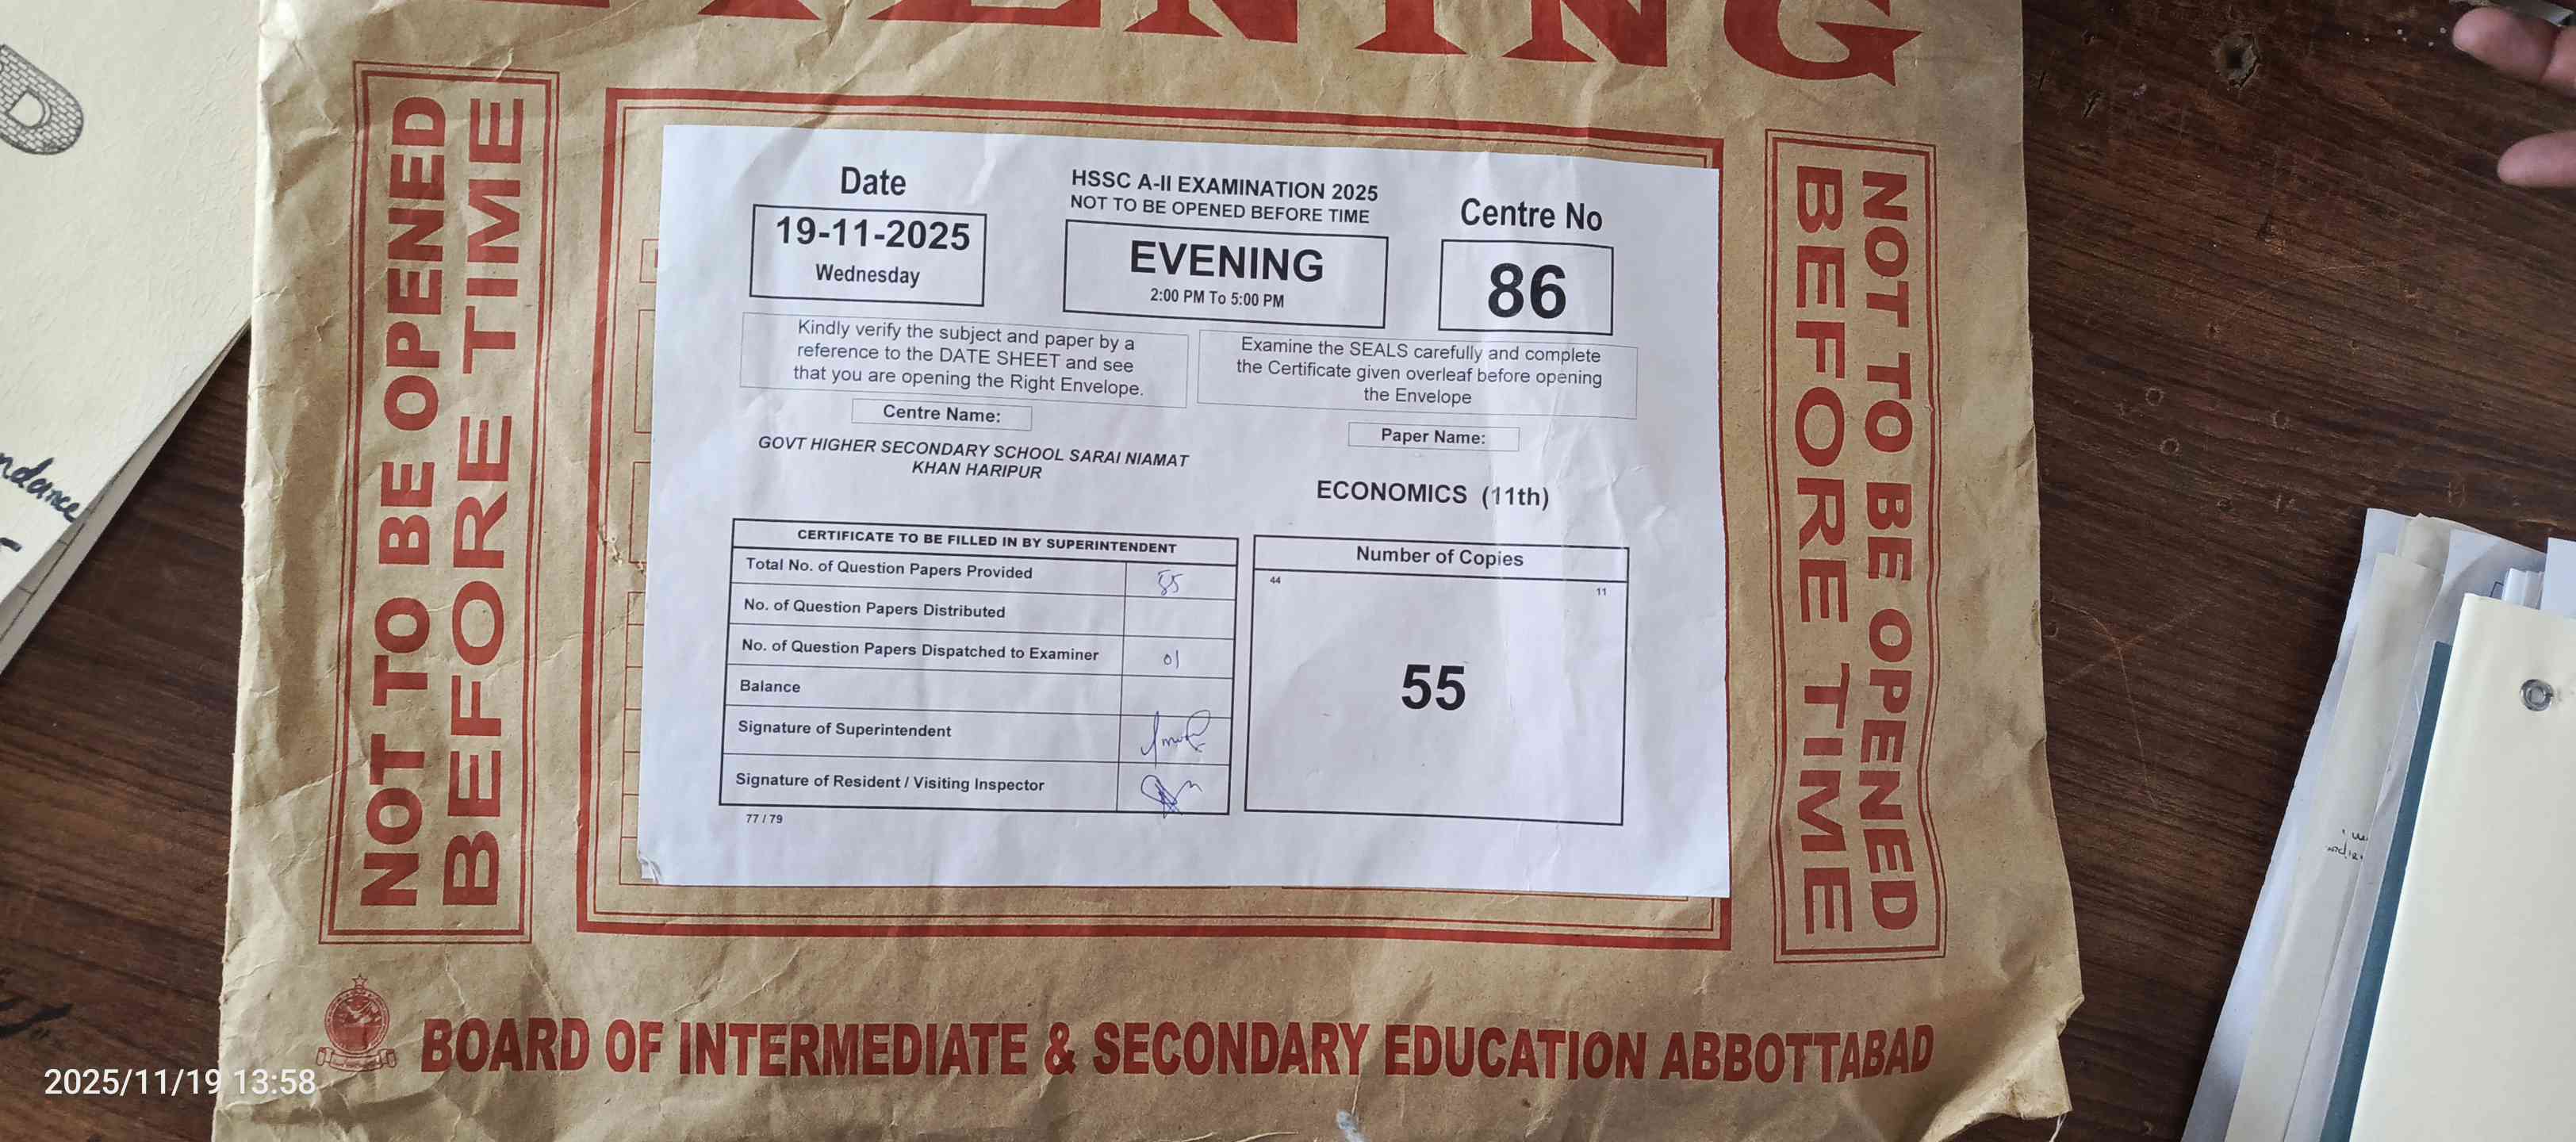 NOT TO BE OPENED
BEFORE TIME
Date
19-11-2025
Wednesday
HSSC A-II EXAMINATION 2025
NOT TO BE OPENED BEFORE TIME
EVENING
2:00 PM To 5:00 PM
Centre No
86
Kindly verify the subject and paper by a
reference to the DATE SHEET and see
that you are opening the Right Envelope.
Examine the SEALS carefully and complete
the Certificate given overleaf before opening
the Envelope
Centre Name:
GOVT HIGHER SECONDARY SCHOOL SARAI NIAMAT
KHAN HARIPUR
Paper Name:
ECONOMICS (11th)
CERTIFICATE TO BE FILLED IN BY SUPERINTENDENT
Total No. of Question Papers Provided 55
No. of Question Papers Distributed
No. of Question Papers Dispatched to Examiner 01
Balance
Signature of Superintendent
Signature of Resident / Visiting Inspector
77 / 79
Number of Copies
44 11
55
NOT TO BE OPENED
BEFORE TIME
BOARD OF INTERMEDIATE & SECONDARY EDUCATION ABBOTTABAD
2025/11/19 13:58